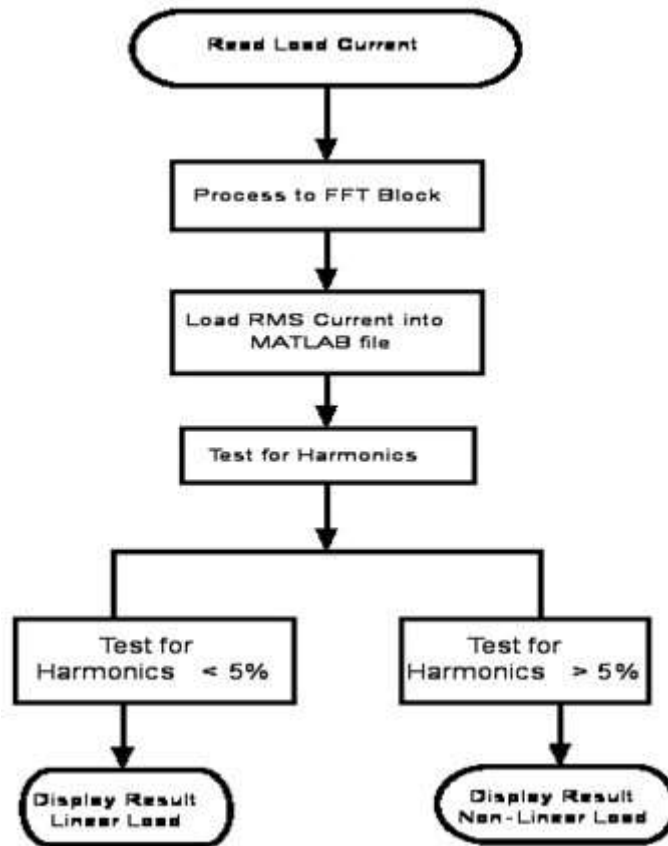 Read Load Current
Process to FFT Block
Load RMS Current into
MATLAB file
Test for Harmonics
Test for
Harmonics < 5%
Test for
Harmonics > 5%
Display Result
Linear Load
Display Result
Non-Linear Load